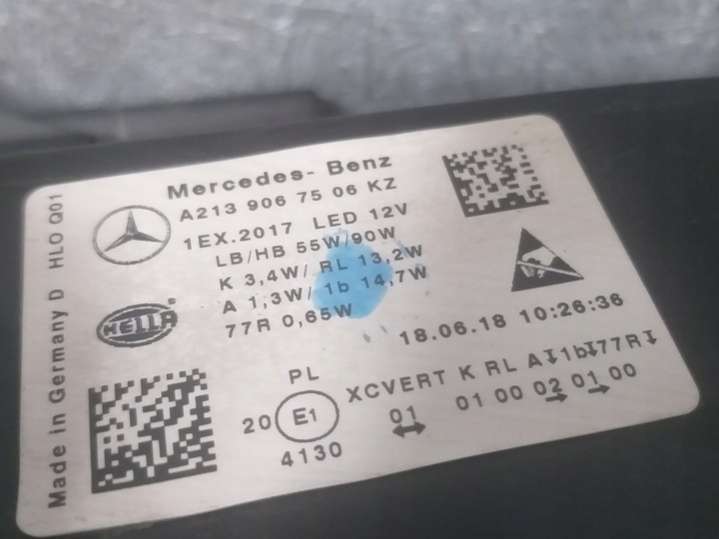 Mercedes- Benz
A213 906 75 06 KZ
1EX.2017 LED 12V
LB/HB 55W/90W
K 3,4W/ RL 13,2W
A 1,3W/ 1b 14,7W
77R 0,65W
HELLA
18.06.18 10:26:36
PL
XCVERT K RL A↧1b↧77R↧
20 E1 01 01 00 02 01 00
4130
Made in Germany D HLO Q01